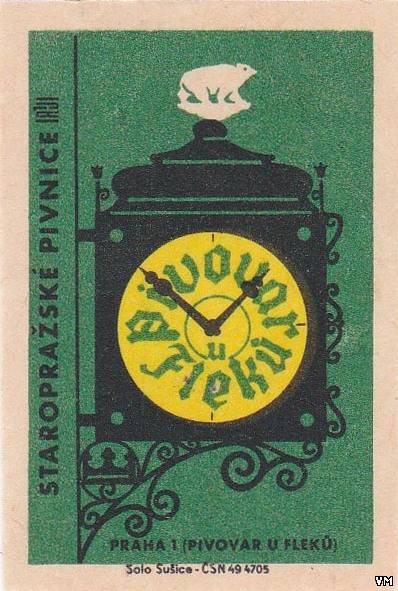 STAROPRAŽSKÉ PIVNICE
Pivovar
u
Fleků
PRAHA 1 (PIVOVAR U FLEKŮ)
Solo Sušice - ČSN 49 4705
VM